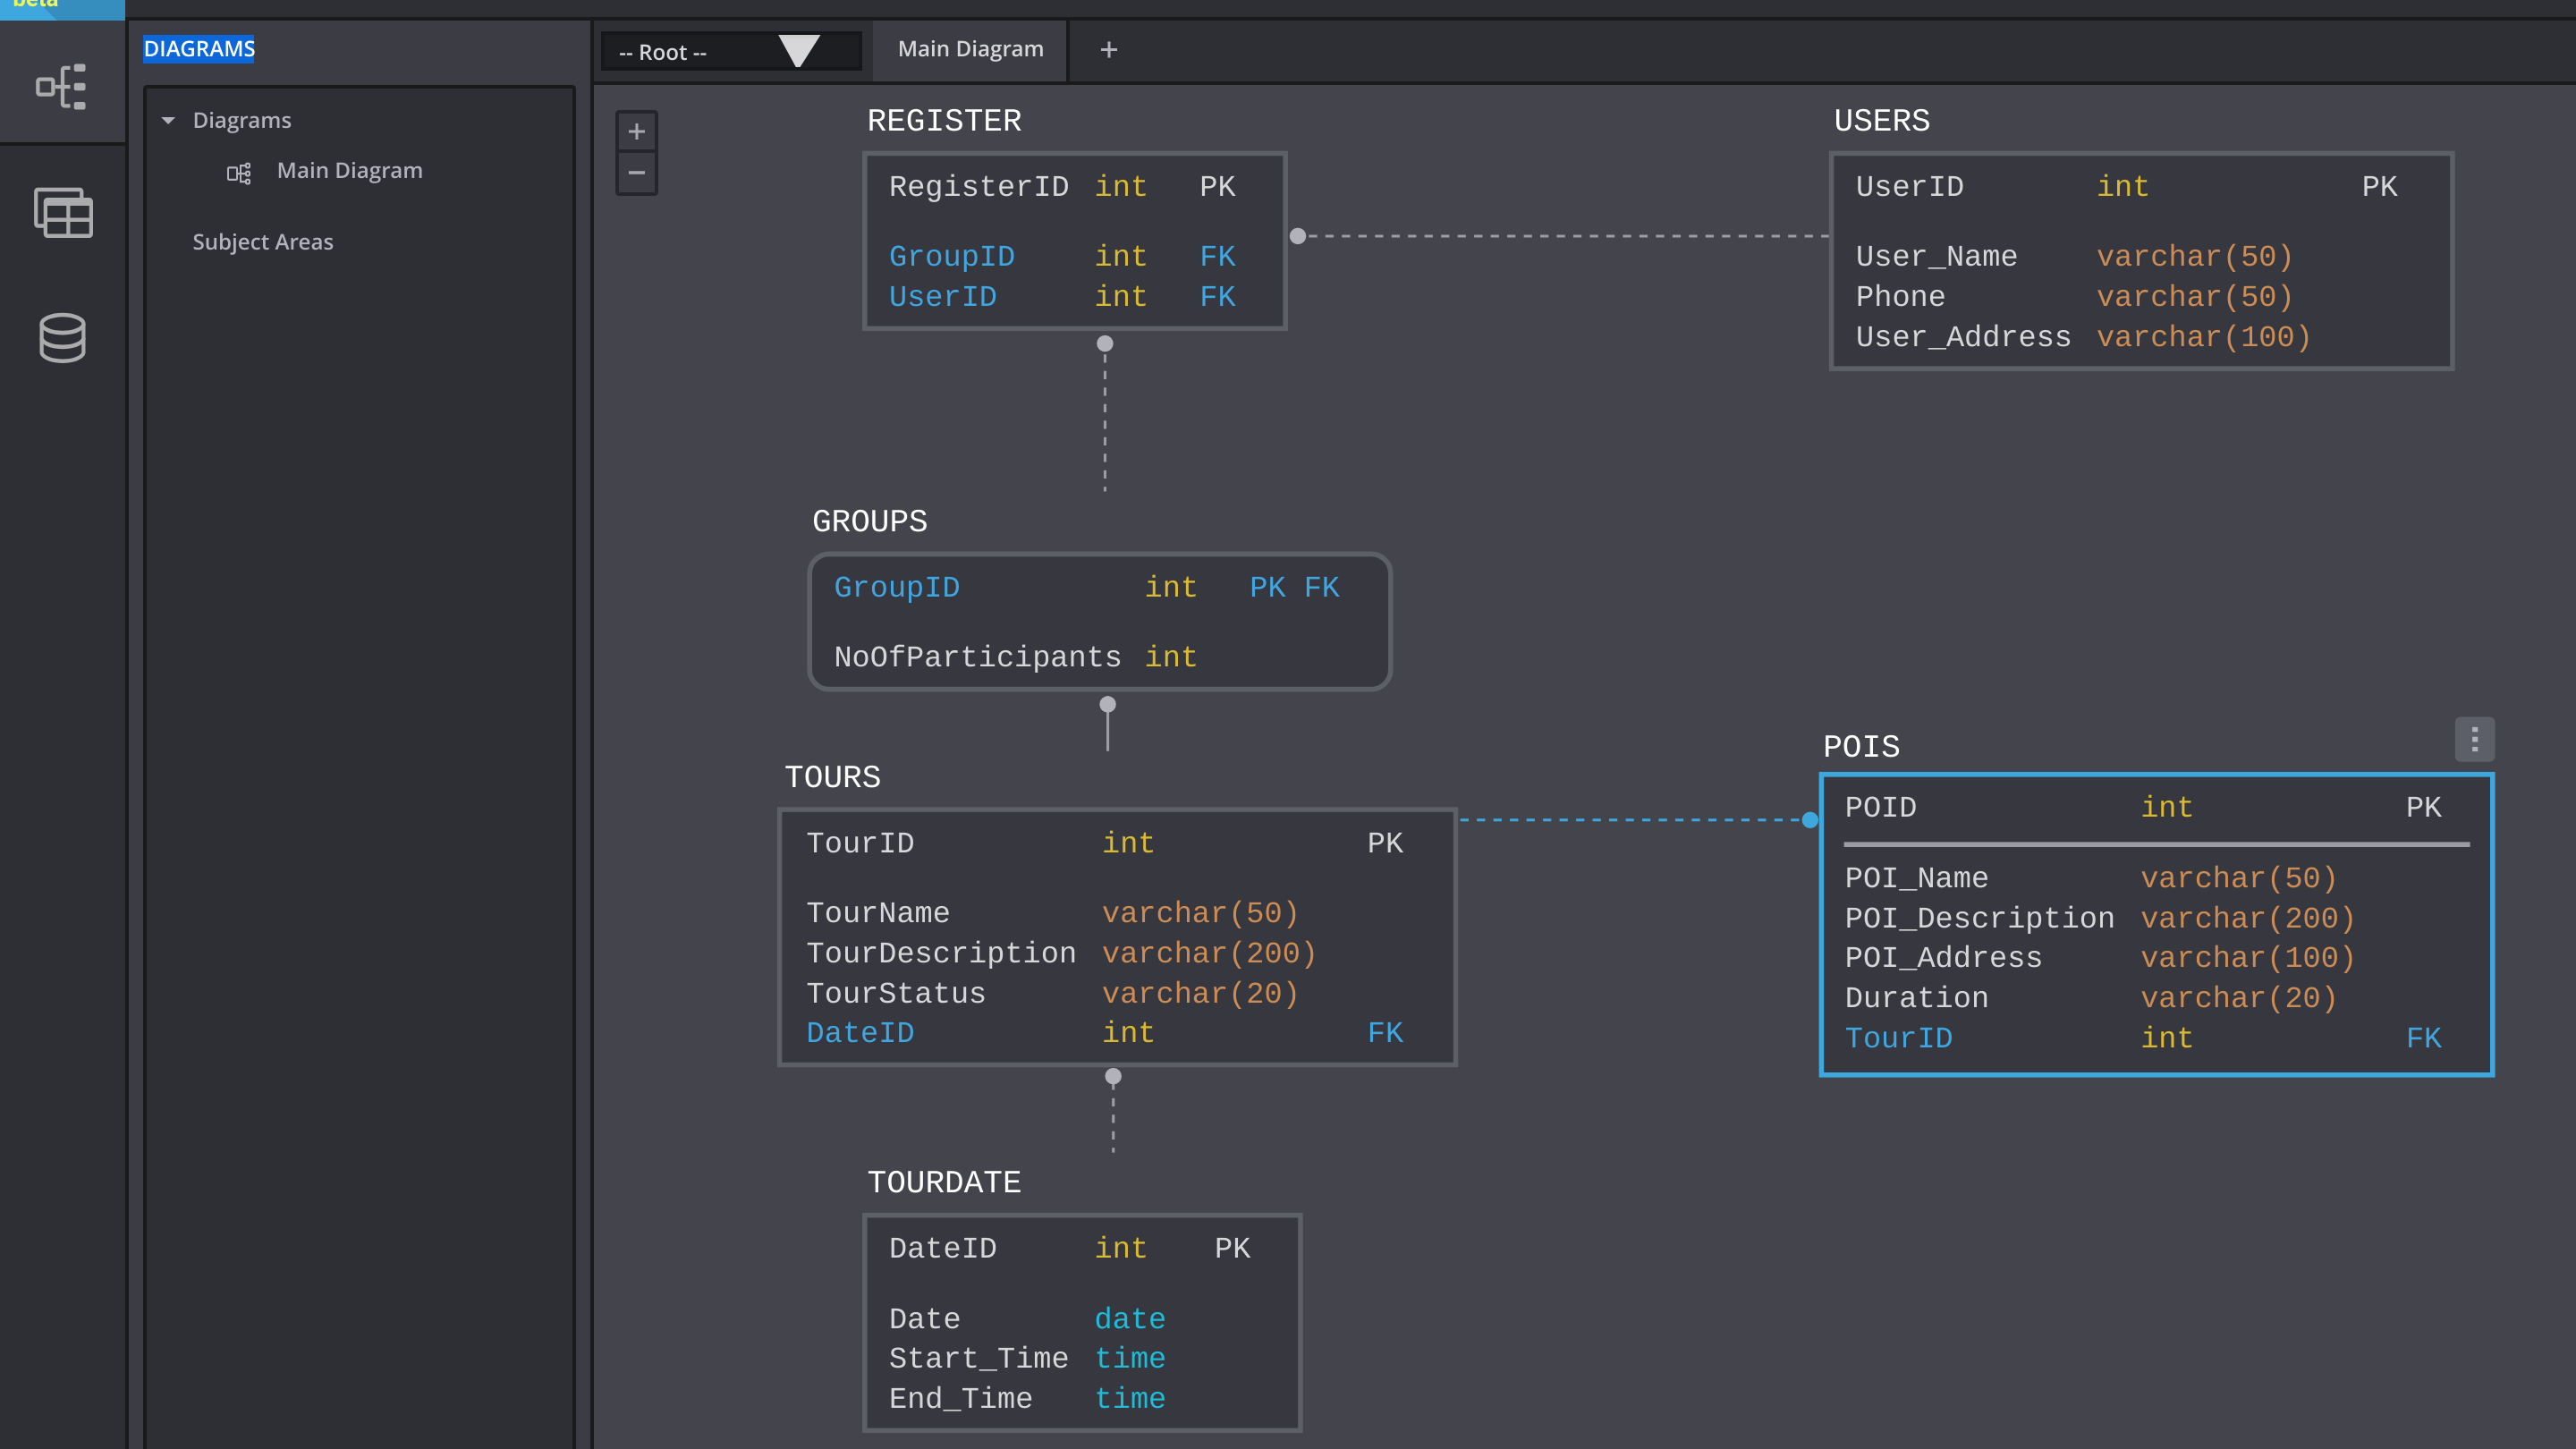 beta
DIAGRAMS
Diagrams
Main Diagram
Subject Areas
-- Root --
Main Diagram
+
+
−
REGISTER
RegisterID int PK
GroupID int FK
UserID int FK
USERS
UserID int PK
User_Name varchar(50)
Phone varchar(50)
User_Address varchar(100)
GROUPS
GroupID int PK FK
NoOfParticipants int
TOURS
TourID int PK
TourName varchar(50)
TourDescription varchar(200)
TourStatus varchar(20)
DateID int FK
POIS
POID int PK
POI_Name varchar(50)
POI_Description varchar(200)
POI_Address varchar(100)
Duration varchar(20)
TourID int FK
TOURDATE
DateID int PK
Date date
Start_Time time
End_Time time